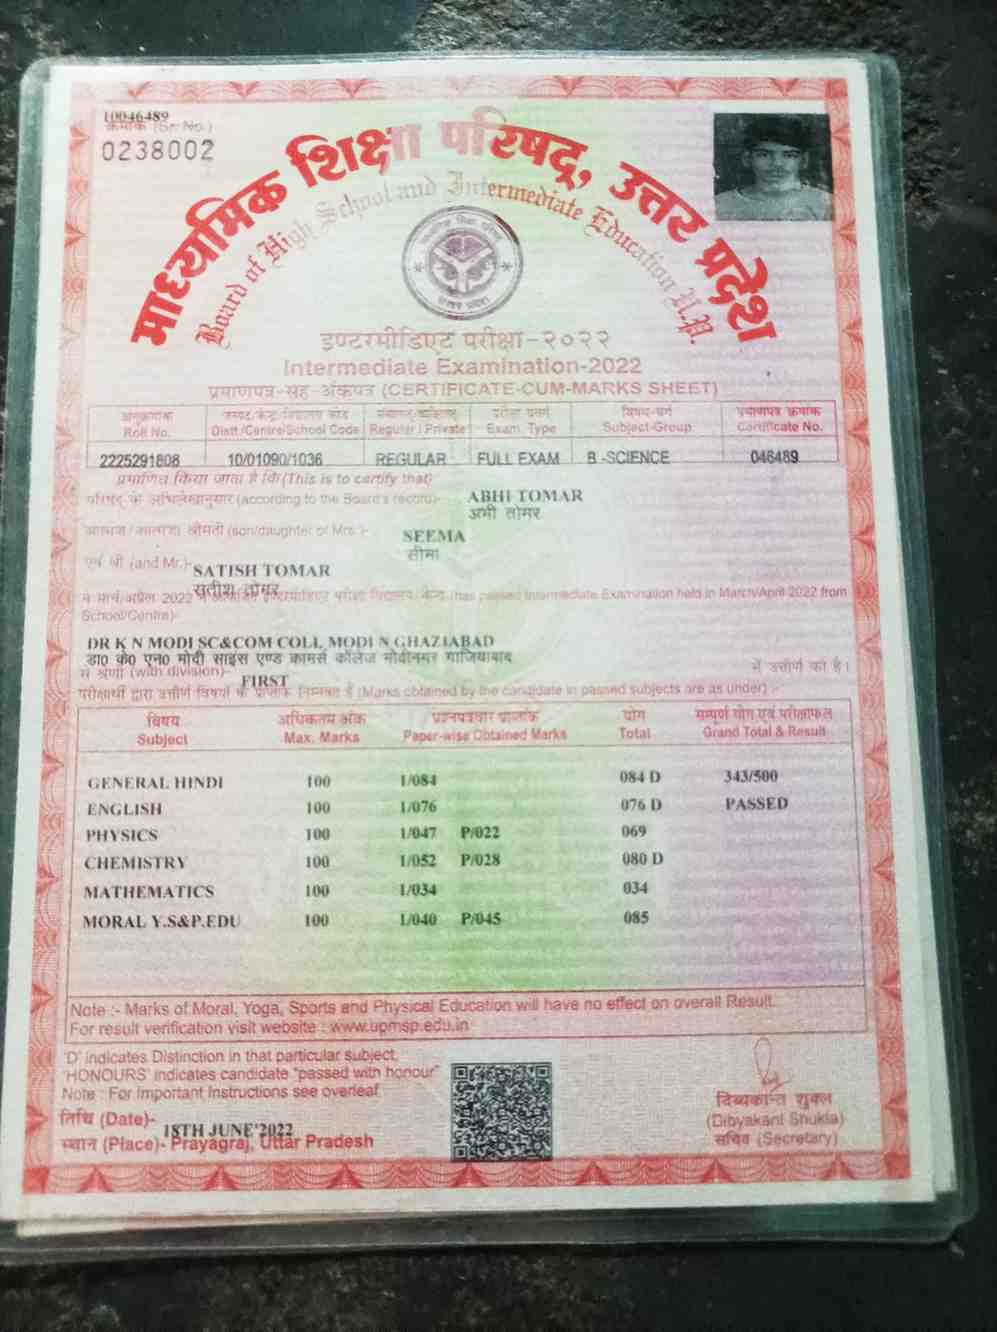 10046489
क्रमांक (Sr. No.)
0238002
माध्यमिक शिक्षा परिषद्, उत्तर प्रदेश
Board of High School and Intermediate Education U.P.
इण्टरमीडिएट परीक्षा-२०२२
Intermediate Examination-2022
प्रमाणपत्र-सह-अंकपत्र (CERTIFICATE-CUM-MARKS SHEET)
अनुक्रमांक जनपद/केन्द्र/विद्यालय कोड परीक्षा प्रकार विषय-वर्ग प्रमाणपत्र क्रमांक
Roll No. Distt./Centre/School Code Regular / Private Exam. Type Subject-Group Certificate No.
2225291808 10/01090/1036 REGULAR FULL EXAM B -SCIENCE 046489
प्रमाणित किया जाता है कि (This is to certify that)
परिषद् के अभिलेखानुसार (according to the Board's record)- ABHI TOMAR
अभी तोमर
आत्मज / आत्मजा श्रीमती (son/daughter of Mrs.)- SEEMA
सीमा
एवं श्री (and Mr.)- SATISH TOMAR
सतीश तोमर
ने मार्च/अप्रैल 2022 में इण्टरमीडिएट परीक्षा विद्यालय केन्द्र (has passed Intermediate Examination held in March/April 2022 from
School/Centre)-
DR K N MODI SC&COM COLL MODI N GHAZIABAD
डा० के० एन० मोदी साइंस एण्ड कामर्स कॉलेज मोदीनगर गाजियाबाद
से श्रेणी (with division)- FIRST में उत्तीर्ण की है।
परीक्षार्थी द्वारा उत्तीर्ण विषयों के प्राप्तांक निम्नवत् हैं (Marks obtained by the candidate in passed subjects are as under) :-
विषय अधिकतम अंक प्रश्नपत्रवार प्राप्तांक योग सम्पूर्ण योग एवं परीक्षाफल
Subject Max. Marks Paper-wise Obtained Marks Total Grand Total & Result
GENERAL HINDI 100 1/084 084 D 343/500
ENGLISH 100 1/076 076 D PASSED
PHYSICS 100 1/047 P/022 069
CHEMISTRY 100 1/052 P/028 080 D
MATHEMATICS 100 1/034 034
MORAL Y.S&P.EDU 100 1/040 P/045 085
Note :- Marks of Moral, Yoga, Sports and Physical Education will have no effect on overall Result.
For result verification visit website : www.upmsp.edu.in
'D' indicates Distinction in that particular subject,
'HONOURS' indicates candidate "passed with honour"
Note : For Important Instructions see overleaf
तिथि (Date)- 18TH JUNE'2022
स्थान (Place)- Prayagraj, Uttar Pradesh
दिब्यकान्त शुक्ल
(Dibyakant Shukla)
सचिव (Secretary)